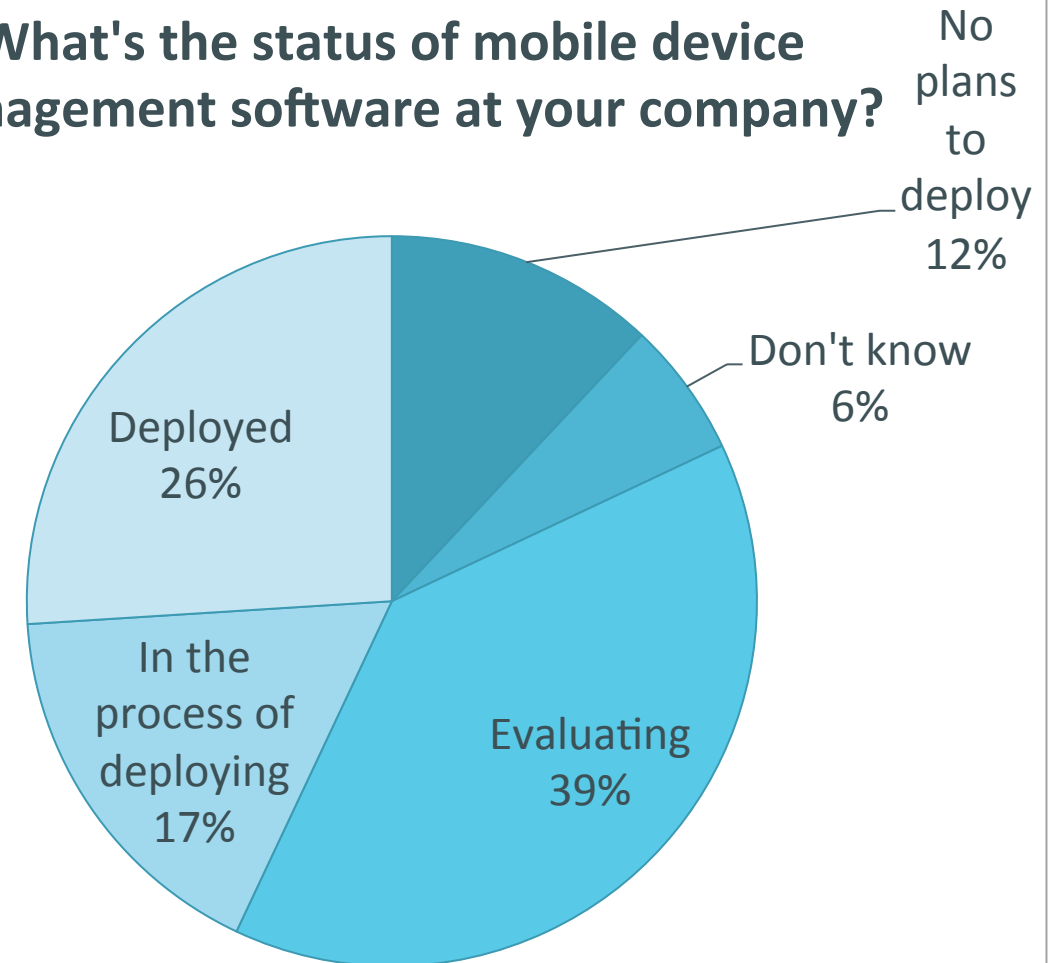 What's the status of mobile device
nagement software at your company?
No
plans
to
deploy
12%
Don't know
6%
Deployed
26%
In the
process of
deploying
17%
Evaluating
39%